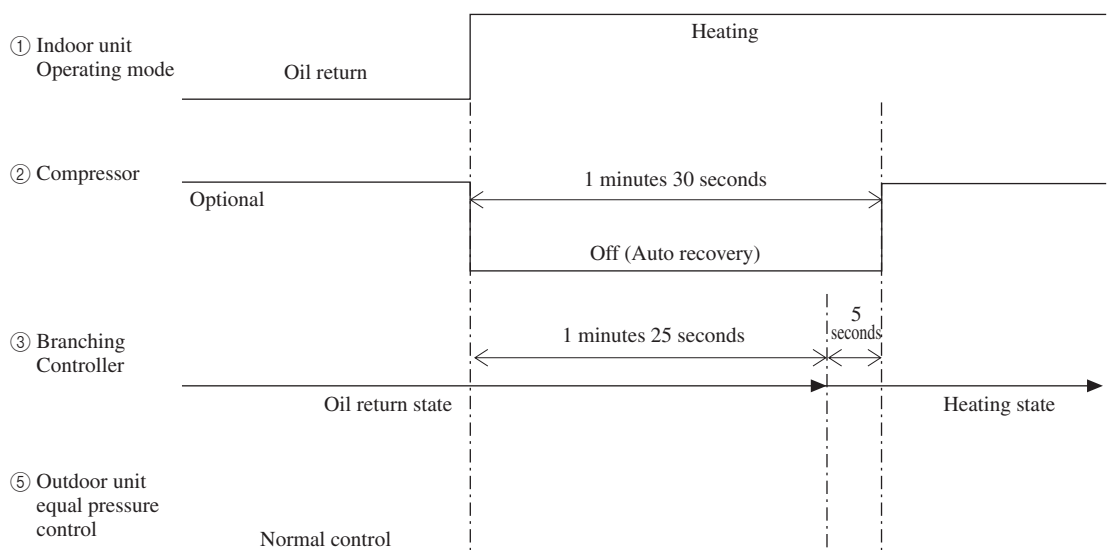 Heating
① Indoor unit
Operating mode
Oil return
② Compressor
1 minutes 30 seconds
Optional
Off (Auto recovery)
5
seconds
③ Branching
Controller
1 minutes 25 seconds
Oil return state
Heating state
⑤ Outdoor unit
equal pressure
control
Normal control